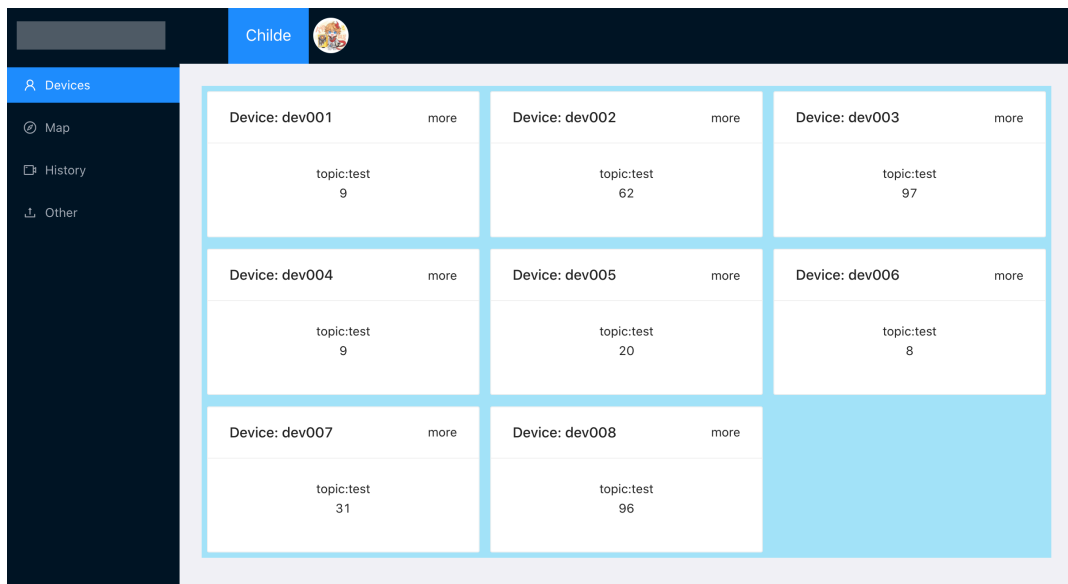 Childe
Devices
Map
History
Other
Device: dev001
more
topic:test
9
Device: dev002
more
topic:test
62
Device: dev003
more
topic:test
97
Device: dev004
more
topic:test
9
Device: dev005
more
topic:test
20
Device: dev006
more
topic:test
8
Device: dev007
more
topic:test
31
Device: dev008
more
topic:test
96